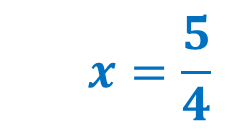 x = 5/4